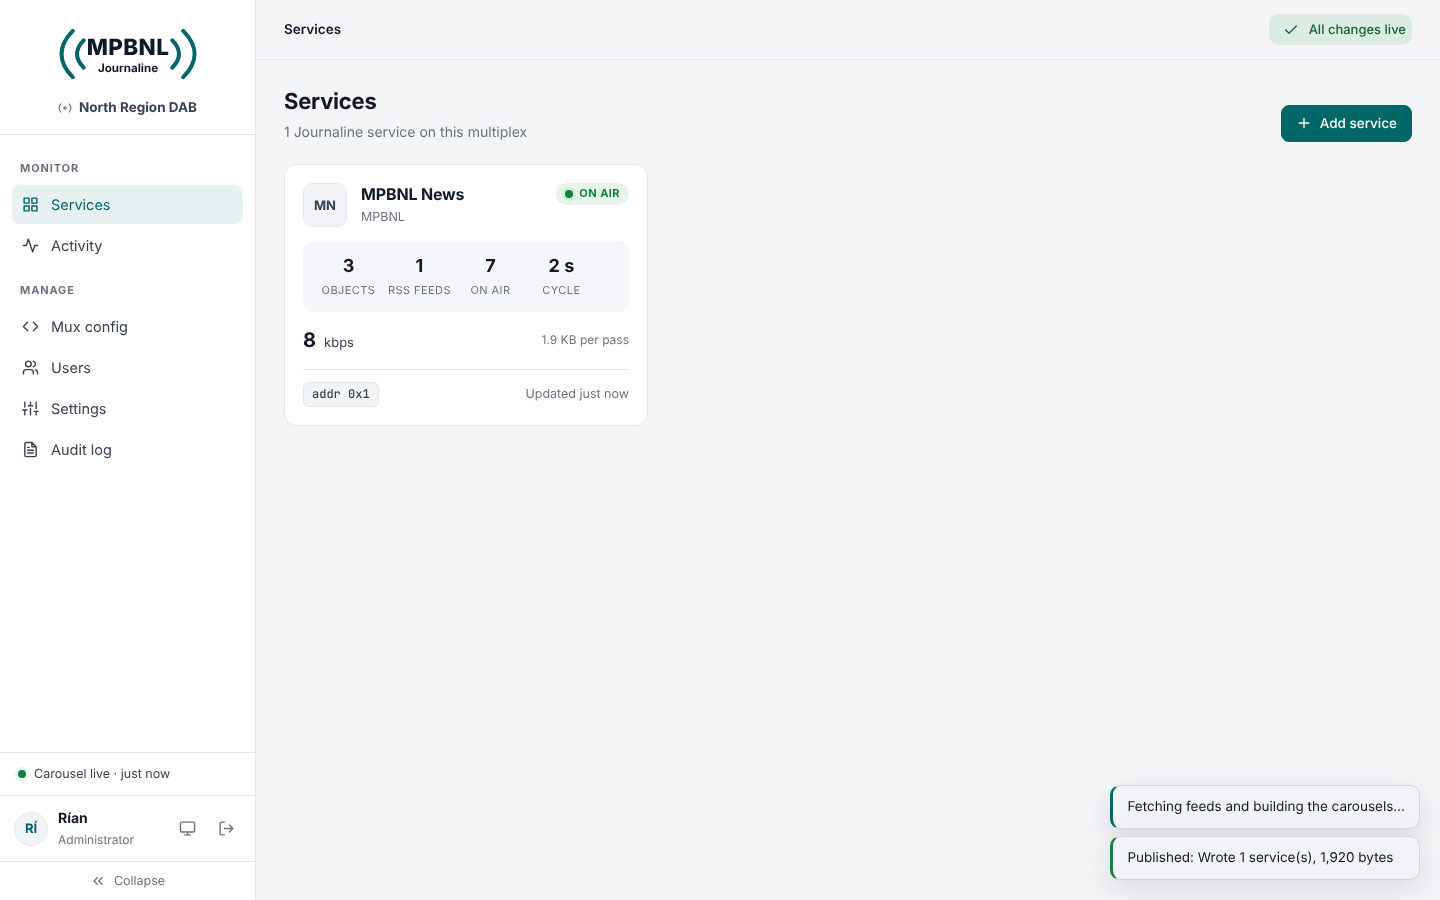 MPBNL
Journaline
North Region DAB
MONITOR
Services
Activity
MANAGE
Mux config
Users
Settings
Audit log
Carousel live · just now
RÍ
Rían
Administrator
Collapse
Services
All changes live
Services
1 Journaline service on this multiplex
Add service
MN
MPBNL News
MPBNL
ON AIR
3 1 7 2 s
OBJECTS RSS FEEDS ON AIR CYCLE
8 kbps
1.9 KB per pass
addr 0x1
Updated just now
Fetching feeds and building the carousels...
Published: Wrote 1 service(s), 1,920 bytes